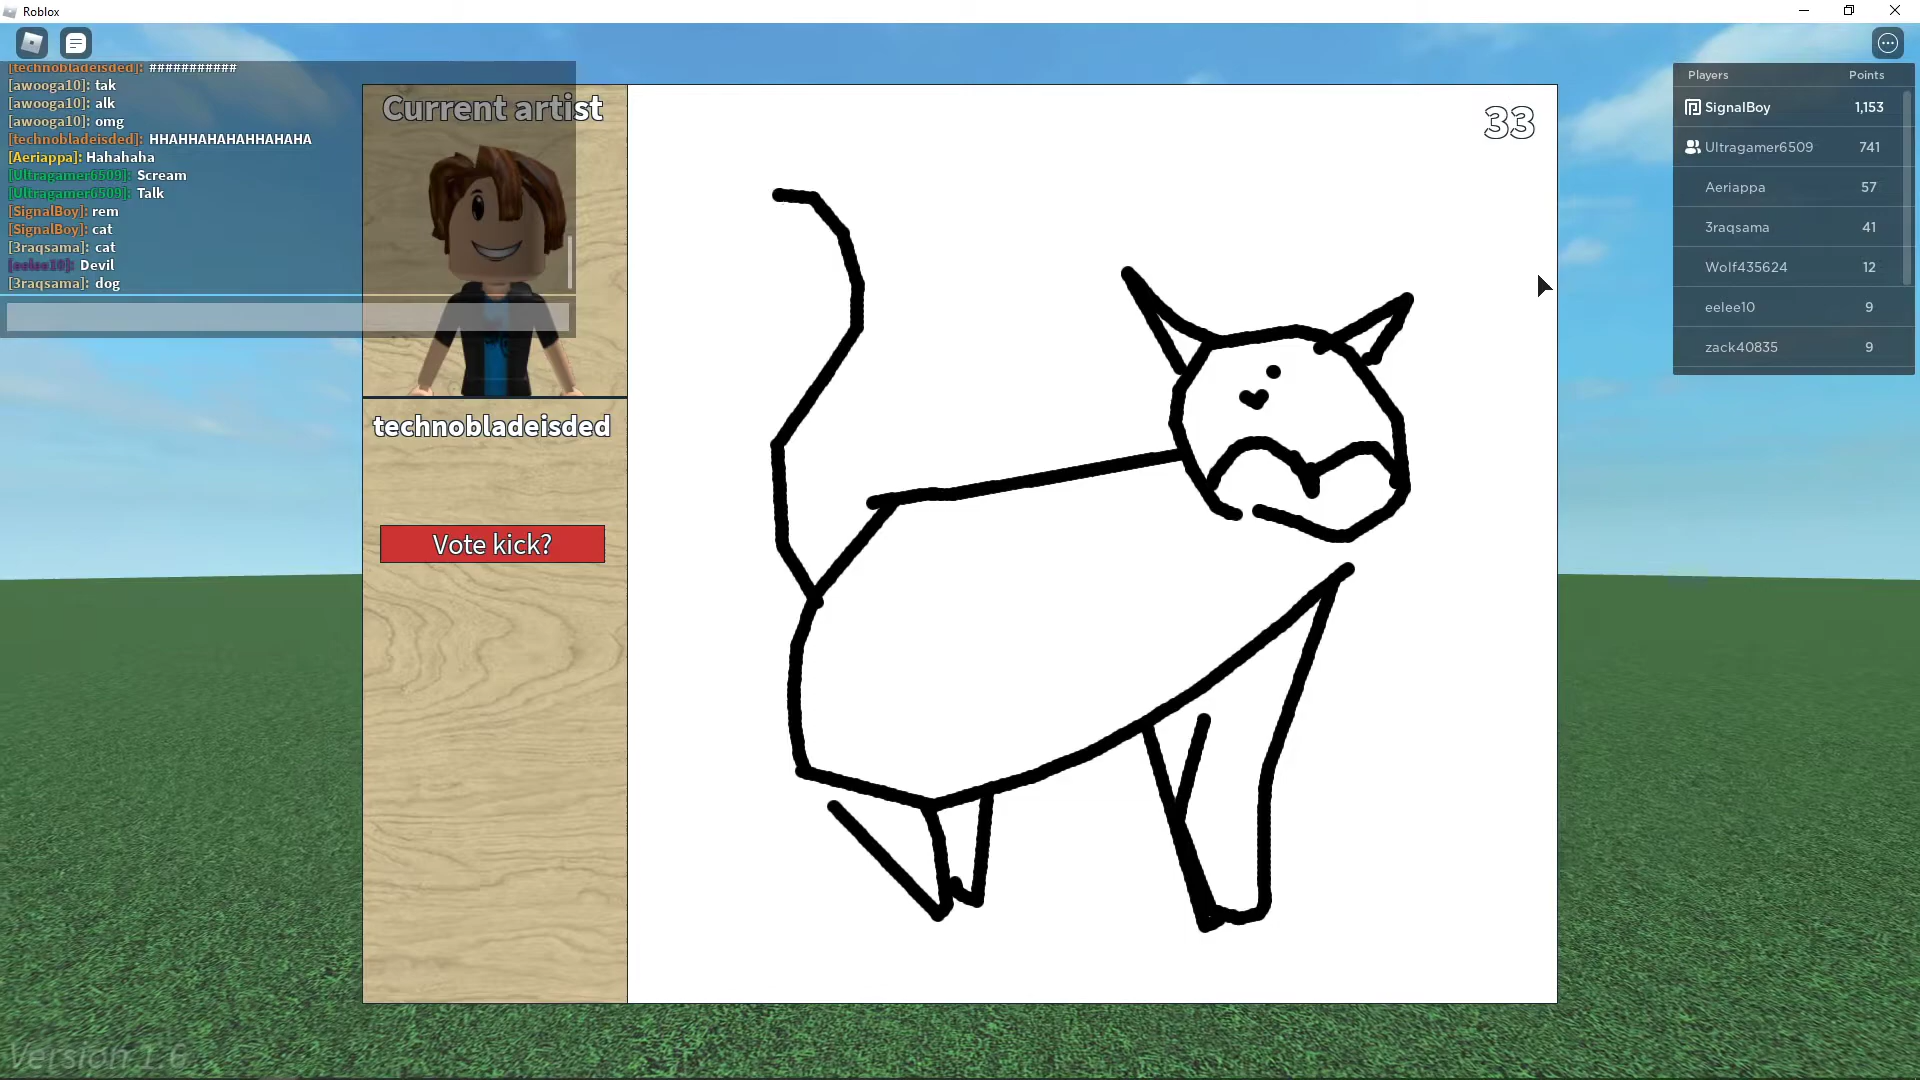 Roblox
[technobladeisded]: ###########
[awooga10]: tak
[awooga10]: alk
[awooga10]: omg
[technobladeisded]: HHAHHAHAHAHHAHAHA
[Aeriappa]: Hahahaha
[Ultragamer6509]: Scream
[Ultragamer6509]: Talk
[SignalBoy]: rem
[SignalBoy]: cat
[3raqsama]: cat
[eelee10]: Devil
[3raqsama]: dog
Current artist
technobladeisded
Vote kick?
33
Players Points
SignalBoy 1,153
Ultragamer6509 741
Aeriappa 57
3raqsama 41
Wolf435624 12
eelee10 9
zack40835 9
Version 1.6